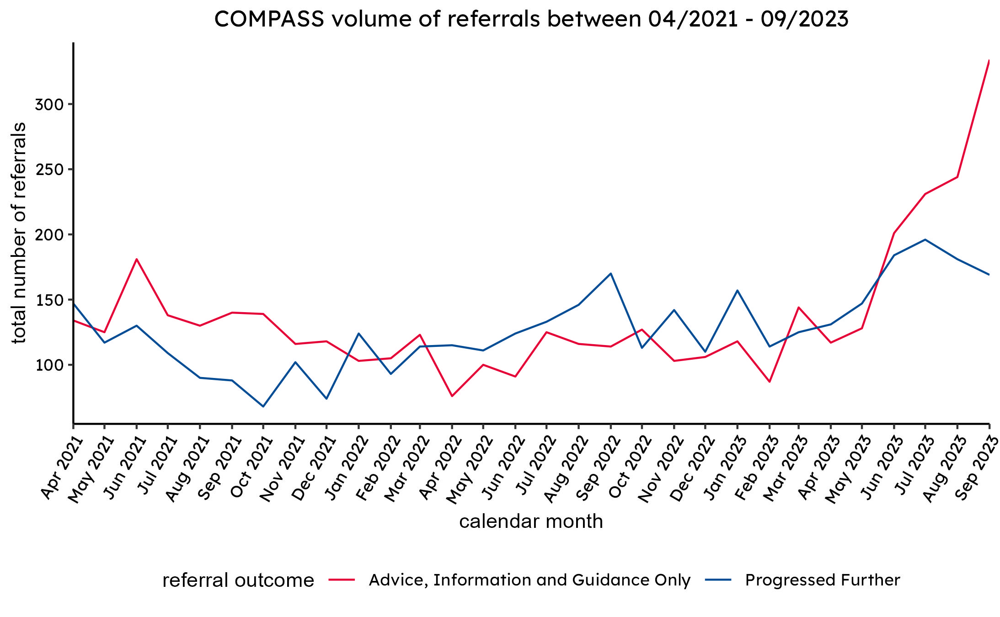 COMPASS volume of referrals between 04/2021 - 09/2023
total number of referrals
300
250
200
150
100
Apr 2021
May 2021
Jun 2021
Jul 2021
Aug 2021
Sep 2021
Oct 2021
Nov 2021
Dec 2021
Jan 2022
Feb 2022
Mar 2022
Apr 2022
May 2022
Jun 2022
Jul 2022
Aug 2022
Sep 2022
Oct 2022
Nov 2022
Dec 2022
Jan 2023
Feb 2023
Mar 2023
Apr 2023
May 2023
Jun 2023
Jul 2023
Aug 2023
Sep 2023
calendar month
referral outcome Advice, Information and Guidance Only Progressed Further